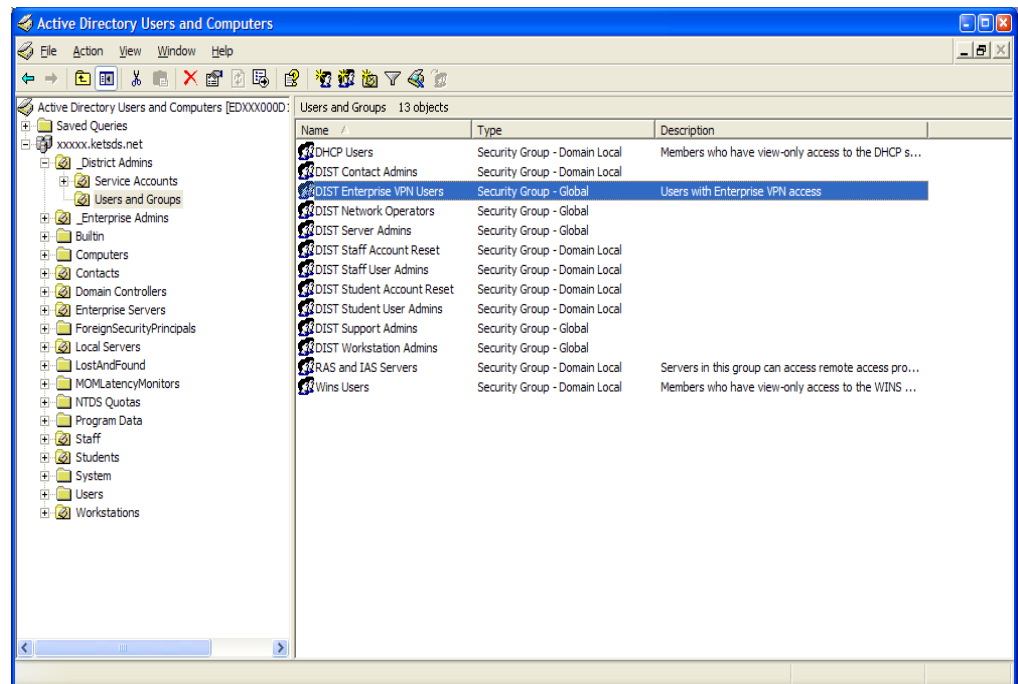 Active Directory Users and Computers
File Action View Window Help
Active Directory Users and Computers [EDXXX000D1
Saved Queries
xxxxx.ketsds.net
_District Admins
Service Accounts
Users and Groups
_Enterprise Admins
Builtin
Computers
Contacts
Domain Controllers
Enterprise Servers
ForeignSecurityPrincipals
Local Servers
LostAndFound
MOMLatencyMonitors
NTDS Quotas
Program Data
Staff
Students
System
Users
Workstations
Users and Groups 13 objects
Name Type Description
DHCP Users Security Group - Domain Local Members who have view-only access to the DHCP s...
DIST Contact Admins Security Group - Domain Local
DIST Enterprise VPN Users Security Group - Global Users with Enterprise VPN access
DIST Network Operators Security Group - Global
DIST Server Admins Security Group - Global
DIST Staff Account Reset Security Group - Domain Local
DIST Staff User Admins Security Group - Domain Local
DIST Student Account Reset Security Group - Domain Local
DIST Student User Admins Security Group - Domain Local
DIST Support Admins Security Group - Global
DIST Workstation Admins Security Group - Global
RAS and IAS Servers Security Group - Domain Local Servers in this group can access remote access pro...
Wins Users Security Group - Domain Local Members who have view-only access to the WINS ...